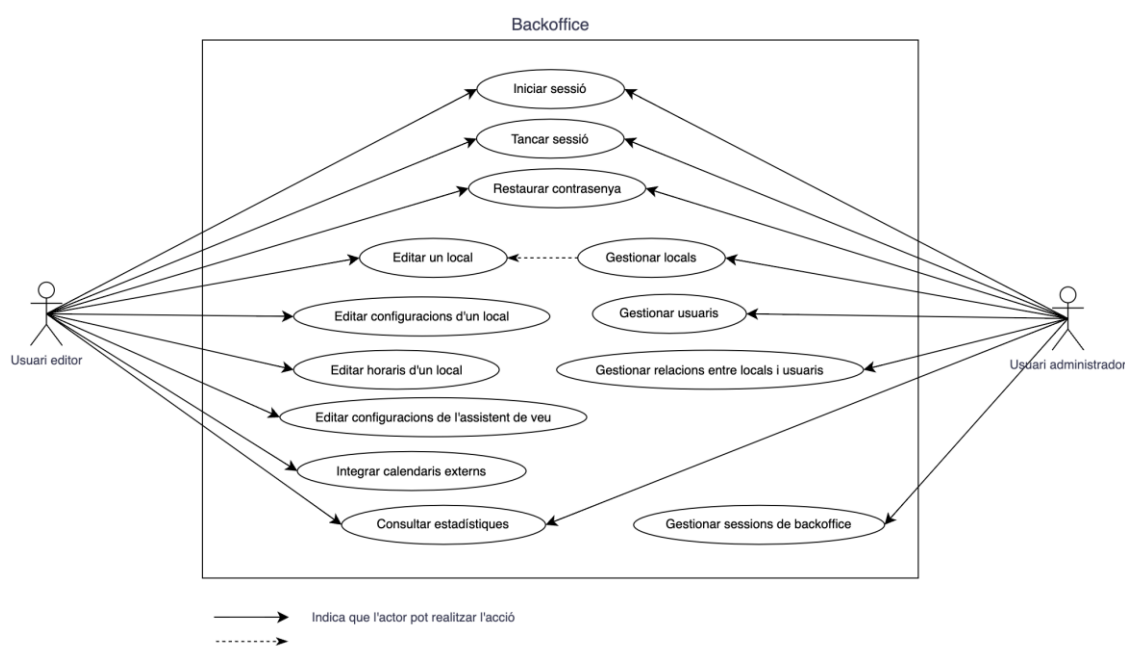 Backoffice
Iniciar sessió
Tancar sessió
Restaurar contrasenya
Editar un local
Gestionar locals
Editar configuracions d'un local
Gestionar usuaris
Usuari editor
Editar horaris d'un local
Gestionar relacions entre locals i usuaris
Usuari administrador
Editar configuracions de l'assistent de veu
Integrar calendaris externs
Consultar estadístiques
Gestionar sessions de backoffice
Indica que l'actor pot realitzar l'acció